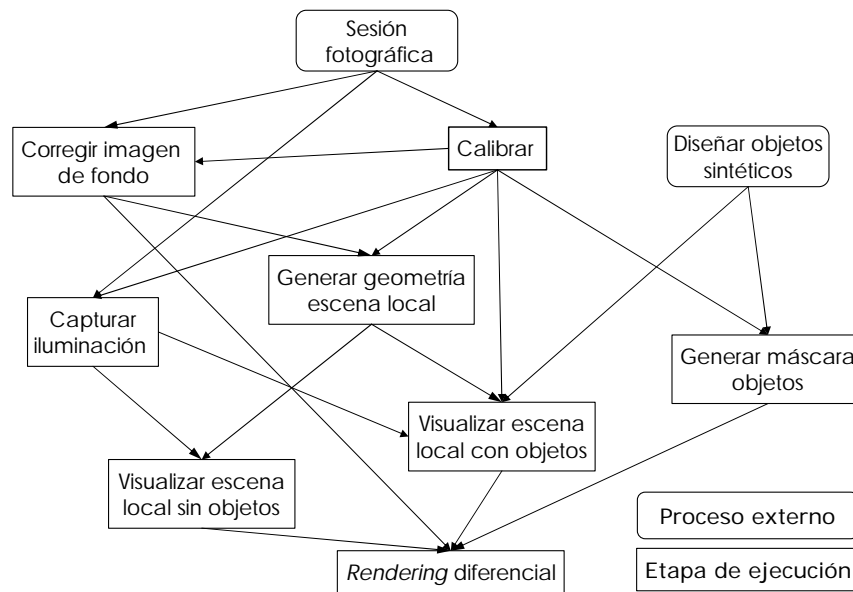 Sesión
fotográfica
Corregir imagen
de fondo
Calibrar
Diseñar objetos
sintéticos
Generar geometría
escena local
Capturar
iluminación
Generar máscara
objetos
Visualizar escena
local con objetos
Visualizar escena
local sin objetos
Proceso externo
Rendering diferencial
Etapa de ejecución